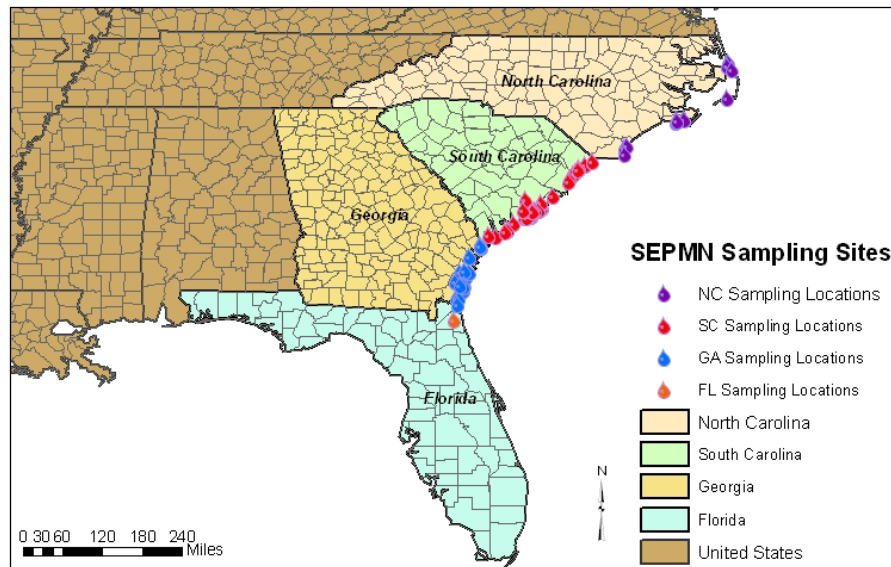 North Carolina
South Carolina
Georgia
Florida
SEPMN Sampling Sites
NC Sampling Locations
SC Sampling Locations
GA Sampling Locations
FL Sampling Locations
North Carolina
South Carolina
Georgia
Florida
United States
N
0 30 60 120 180 240
Miles